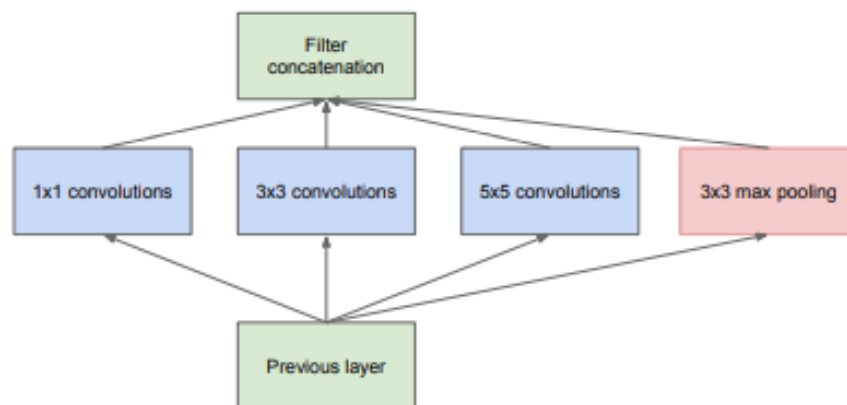 Filter
concatenation
1x1 convolutions
3x3 convolutions
5x5 convolutions
3x3 max pooling
Previous layer